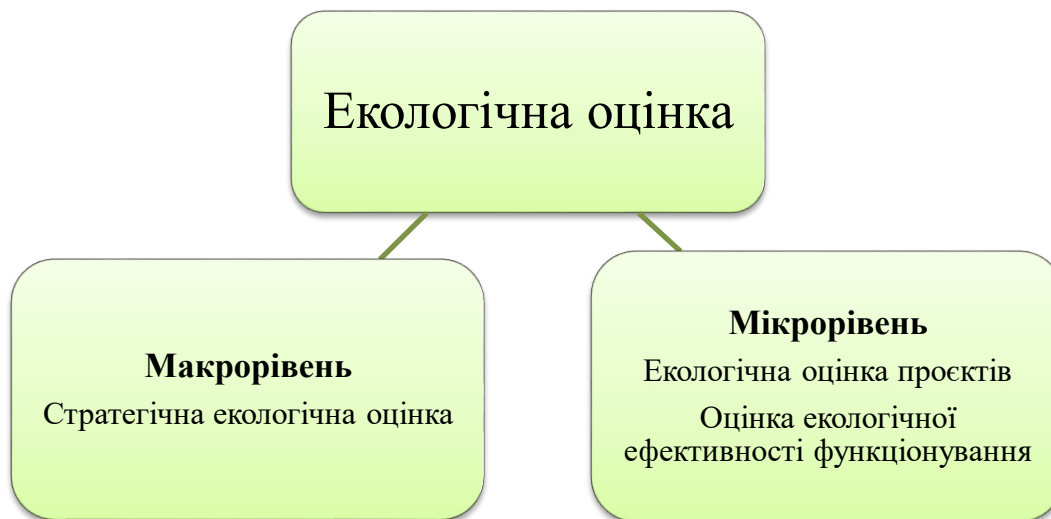 Екологічна оцінка
Макрорівень
Стратегічна екологічна оцінка
Мікрорівень
Екологічна оцінка проєктів
Оцінка екологічної
ефективності функціонування